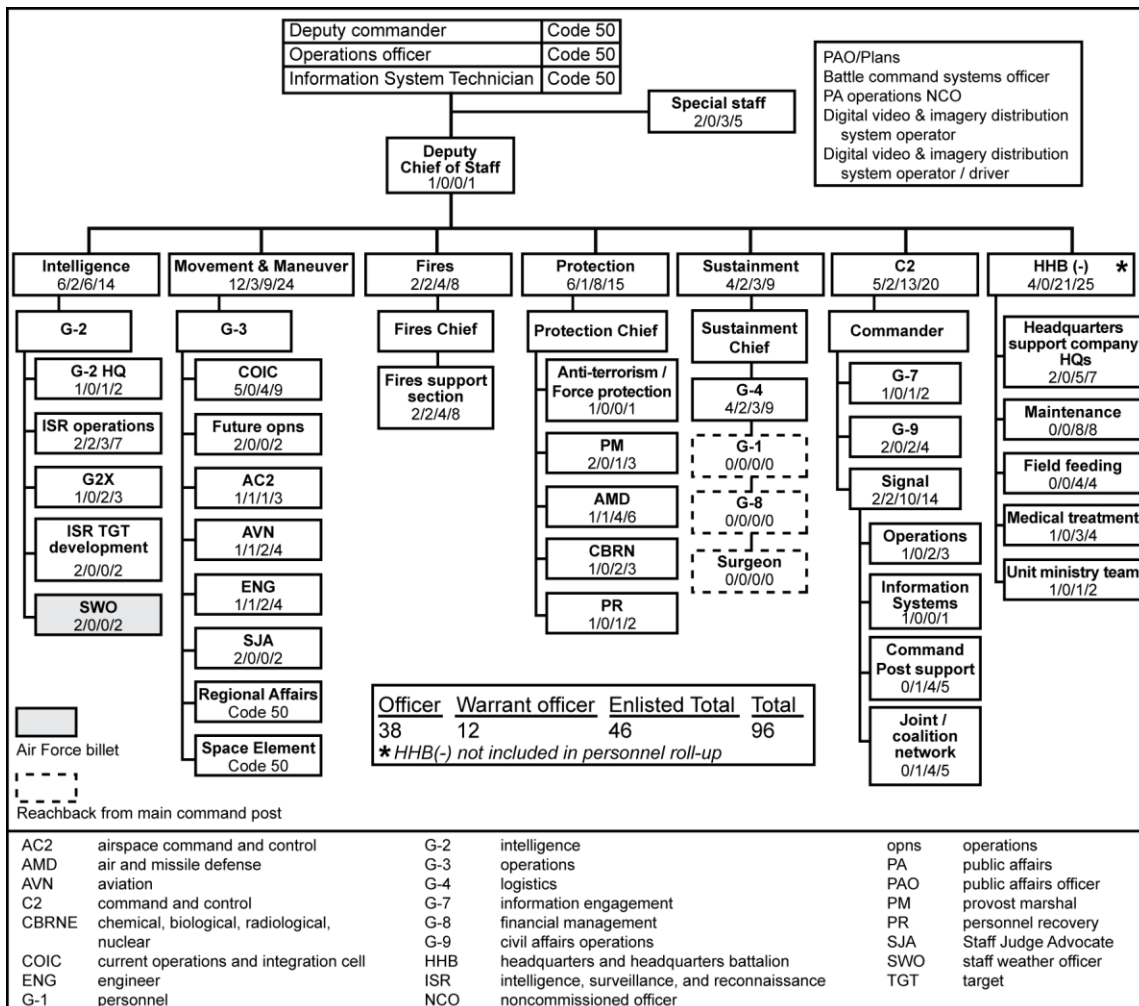 Deputy commander Code 50
Operations officer Code 50
Information System Technician Code 50
PAO/Plans
Battle command systems officer
PA operations NCO
Digital video & imagery distribution
system operator
Digital video & imagery distribution
system operator / driver
Special staff
2/0/3/5
Deputy
Chief of Staff
1/0/0/1
Intelligence
6/2/6/14
G-2
G-2 HQ
1/0/1/2
ISR operations
2/2/3/7
G2X
1/0/2/3
ISR TGT
development
2/0/0/2
SWO
2/0/0/2
Movement & Maneuver
12/3/9/24
G-3
COIC
5/0/4/9
Future opns
2/0/0/2
AC2
1/1/1/3
AVN
1/1/2/4
ENG
1/1/2/4
SJA
2/0/0/2
Regional Affairs
Code 50
Space Element
Code 50
Fires
2/2/4/8
Fires Chief
Fires support
section
2/2/4/8
Protection
6/1/8/15
Protection Chief
Anti-terrorism /
Force protection
1/0/0/1
PM
2/0/1/3
AMD
1/1/4/6
CBRN
1/0/2/3
PR
1/0/1/2
Sustainment
4/2/3/9
Sustainment
Chief
G-4
4/2/3/9
G-1
0/0/0/0
G-8
0/0/0/0
Surgeon
0/0/0/0
C2
5/2/13/20
Commander
G-7
1/0/1/2
G-9
2/0/2/4
Signal
2/2/10/14
Operations
1/0/2/3
Information
Systems
1/0/0/1
Command
Post support
0/1/4/5
Joint /
coalition
network
0/1/4/5
HHB (-) *
4/0/21/25
Headquarters
support company
HQs
2/0/5/7
Maintenance
0/0/8/8
Field feeding
0/0/4/4
Medical treatment
1/0/3/4
Unit ministry team
1/0/1/2
Air Force billet
Reachback from main command post
Officer Warrant officer Enlisted Total Total
38 12 46 96
* HHB(-) not included in personnel roll-up
AC2 airspace command and control
AMD air and missile defense
AVN aviation
C2 command and control
CBRNE chemical, biological, radiological,
nuclear
COIC current operations and integration cell
ENG engineer
G-1 personnel
G-2 intelligence
G-3 operations
G-4 logistics
G-7 information engagement
G-8 financial management
G-9 civil affairs operations
HHB headquarters and headquarters battalion
ISR intelligence, surveillance, and reconnaissance
NCO noncommissioned officer
opns operations
PA public affairs
PAO public affairs officer
PM provost marshal
PR personnel recovery
SJA Staff Judge Advocate
SWO staff weather officer
TGT target